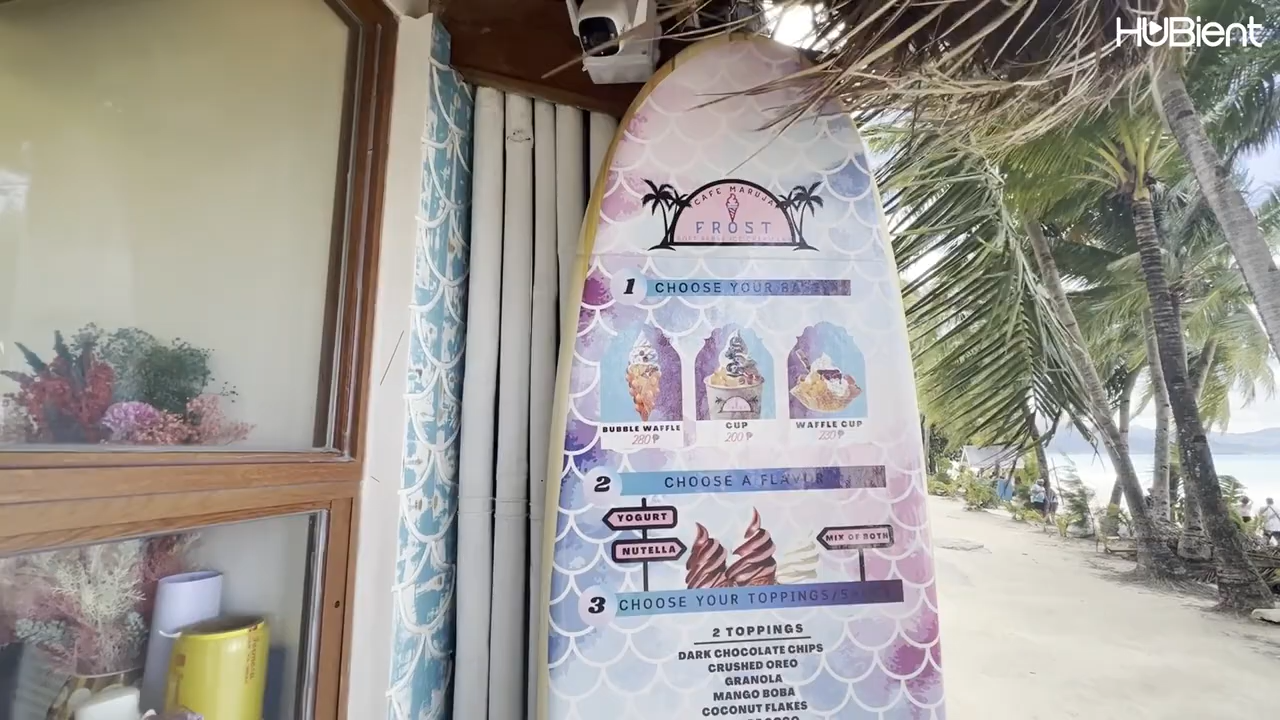 HUBient
CAFE MARUJA
FROST
1 CHOOSE YOUR BASE
BUBBLE WAFFLE
280 ₱
CUP
200 ₱
WAFFLE CUP
230 ₱
2 CHOOSE A FLAVOR
YOGURT
NUTELLA
MIX OF BOTH
3 CHOOSE YOUR TOPPINGS/
2 TOPPINGS
DARK CHOCOLATE CHIPS
CRUSHED OREO
GRANOLA
MANGO BOBA
COCONUT FLAKES